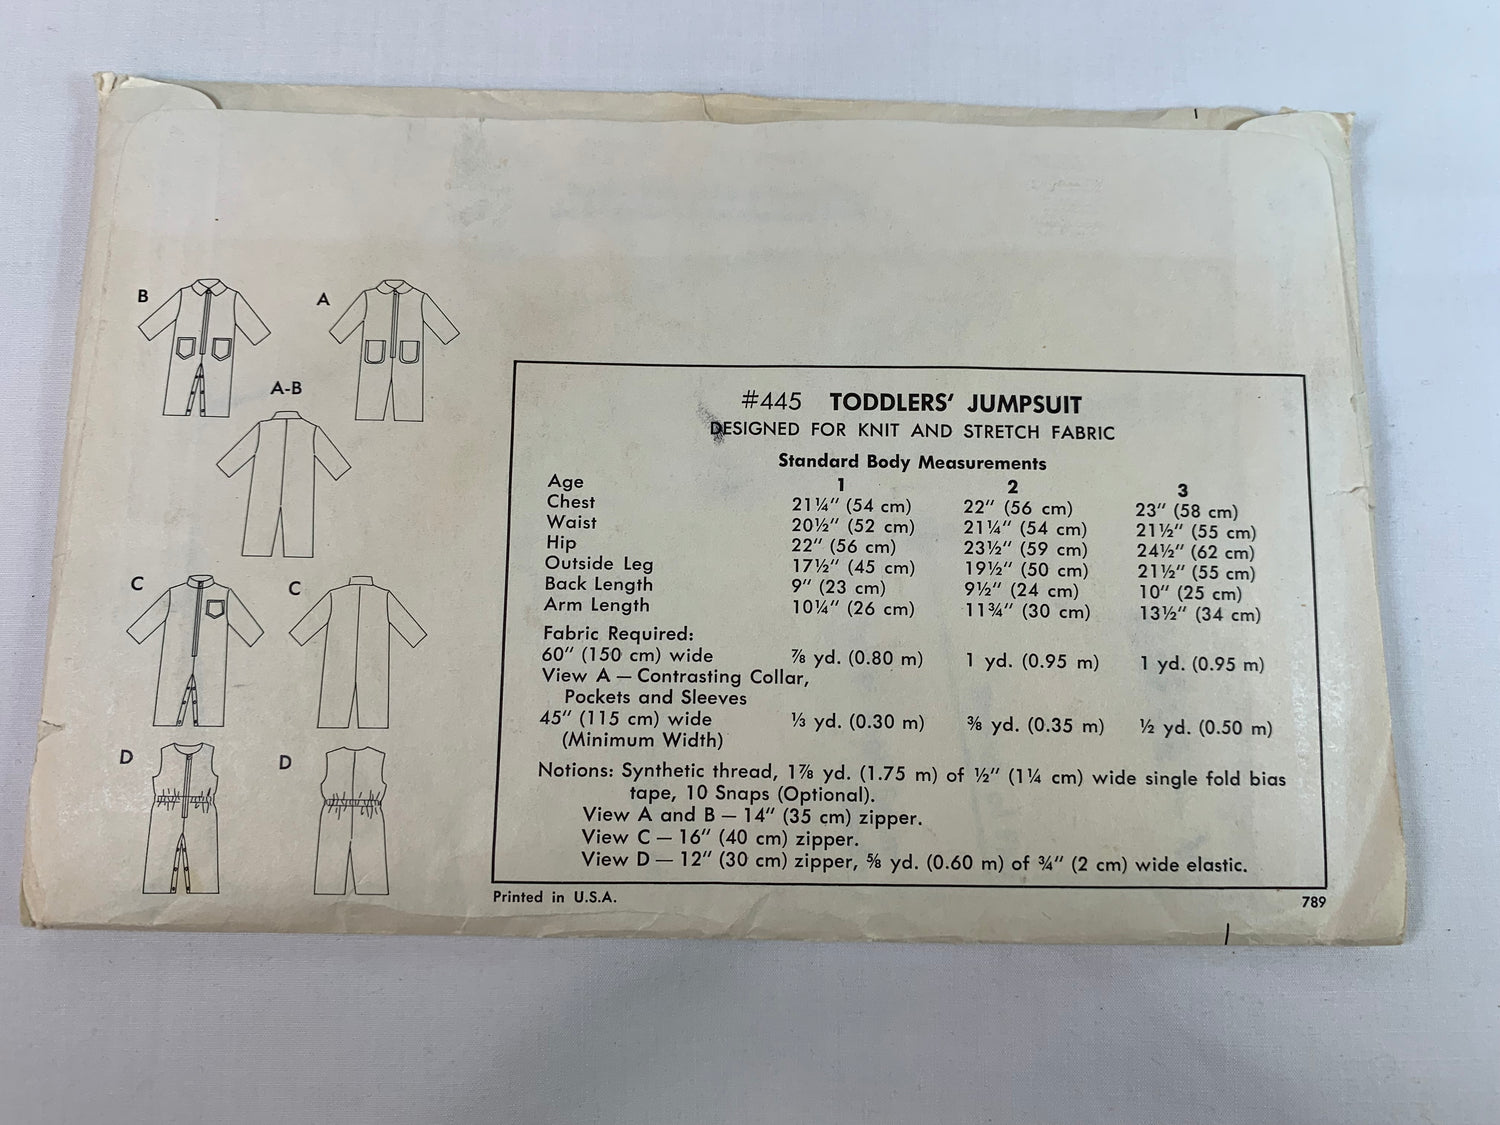 B
A
A-B
C
C
D
D
#445 TODDLERS' JUMPSUIT
DESIGNED FOR KNIT AND STRETCH FABRIC
Standard Body Measurements
Age 1 2 3
Chest 21¼" (54 cm) 22" (56 cm) 23" (58 cm)
Waist 20½" (52 cm) 21¼" (54 cm) 21½" (55 cm)
Hip 22" (56 cm) 23½" (59 cm) 24½" (62 cm)
Outside Leg 17½" (45 cm) 19½" (50 cm) 21½" (55 cm)
Back Length 9" (23 cm) 9½" (24 cm) 10" (25 cm)
Arm Length 10¼" (26 cm) 11¾" (30 cm) 13½" (34 cm)
Fabric Required:
60" (150 cm) wide ⅞ yd. (0.80 m) 1 yd. (0.95 m) 1 yd. (0.95 m)
View A — Contrasting Collar,
Pockets and Sleeves
45" (115 cm) wide ⅓ yd. (0.30 m) ⅜ yd. (0.35 m) ½ yd. (0.50 m)
(Minimum Width)
Notions: Synthetic thread, 1⅞ yd. (1.75 m) of ½" (1¼ cm) wide single fold bias
tape, 10 Snaps (Optional).
View A and B — 14" (35 cm) zipper.
View C — 16" (40 cm) zipper.
View D — 12" (30 cm) zipper, ⅝ yd. (0.60 m) of ¾" (2 cm) wide elastic.
Printed in U.S.A. 789